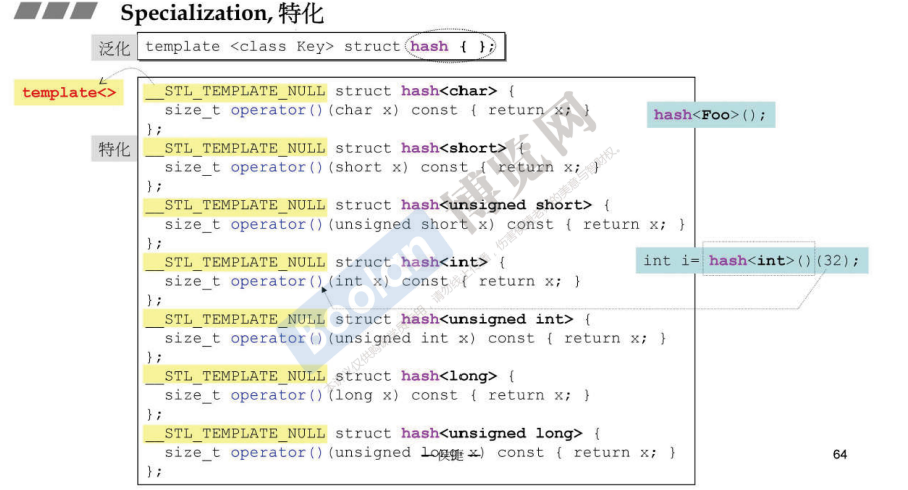 Specialization, 特化
泛化
template <class Key> struct hash { };
template<>
__STL_TEMPLATE_NULL struct hash<char> {
size_t operator()(char x) const { return x; }
};
hash<Foo>();
特化
__STL_TEMPLATE_NULL struct hash<short> {
size_t operator()(short x) const { return x; }
};
__STL_TEMPLATE_NULL struct hash<unsigned short> {
size_t operator()(unsigned short x) const { return x; }
};
__STL_TEMPLATE_NULL struct hash<int> {
size_t operator()(int x) const { return x; }
};
int i= hash<int>()(32);
__STL_TEMPLATE_NULL struct hash<unsigned int> {
size_t operator()(unsigned int x) const { return x; }
};
__STL_TEMPLATE_NULL struct hash<long> {
size_t operator()(long x) const { return x; }
};
__STL_TEMPLATE_NULL struct hash<unsigned long> {
size_t operator()(unsigned long x) const { return x; }
};
— 侯捷 —
64
Boolan 博览网